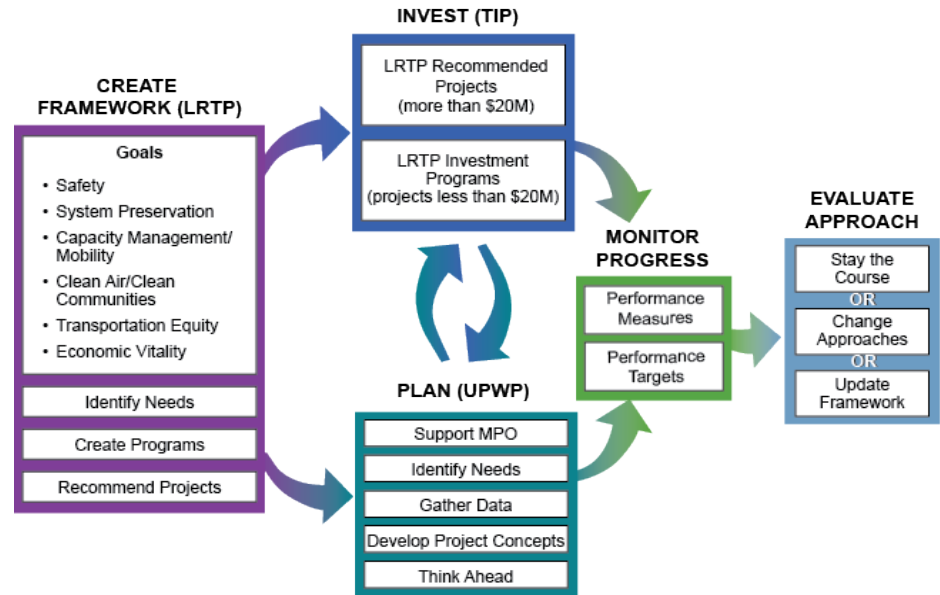 CREATE
FRAMEWORK (LRTP)
Goals
• Safety
• System Preservation
• Capacity Management/
Mobility
• Clean Air/Clean
Communities
• Transportation Equity
• Economic Vitality
Identify Needs
Create Programs
Recommend Projects
INVEST (TIP)
LRTP Recommended
Projects
(more than $20M)
LRTP Investment
Programs
(projects less than $20M)
PLAN (UPWP)
Support MPO
Identify Needs
Gather Data
Develop Project Concepts
Think Ahead
MONITOR
PROGRESS
Performance
Measures
Performance
Targets
EVALUATE
APPROACH
Stay the
Course
OR
Change
Approaches
OR
Update
Framework